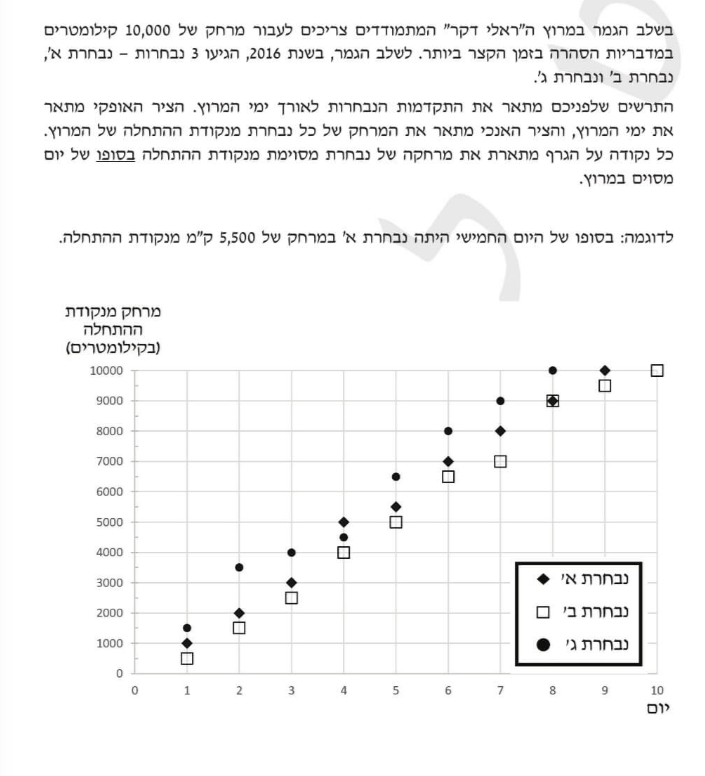 בשלב הגמר במרוץ ה"ראלי דקר" המתמודדים צריכים לעבור מרחק של 10,000 קילומטרים
במדבריות הסהרה בזמן הקצר ביותר. לשלב הגמר, בשנת 2016, הגיעו 3 נבחרות – נבחרת א',
נבחרת ב' ונבחרת ג'.
התרשים שלפניכם מתאר את התקדמות הנבחרות לאורך ימי המרוץ. הציר האופקי מתאר
את ימי המרוץ, והציר האנכי מתאר את המרחק של כל נבחרת מנקודת ההתחלה של המרוץ.
כל נקודה על הגרף מתארת את מרחקה של נבחרת מסוימת מנקודת ההתחלה בסופו של יום
מסוים במרוץ.
לדוגמה: בסופו של היום החמישי היתה נבחרת א' במרחק של 5,500 ק"מ מנקודת ההתחלה.
מרחק מנקודת
ההתחלה
(בקילומטרים)
10000
9000
8000
7000
6000
5000
4000
3000
2000
1000
0
נבחרת א'
נבחרת ב'
נבחרת ג'
0 1 2 3 4 5 6 7 8 9 10
יום